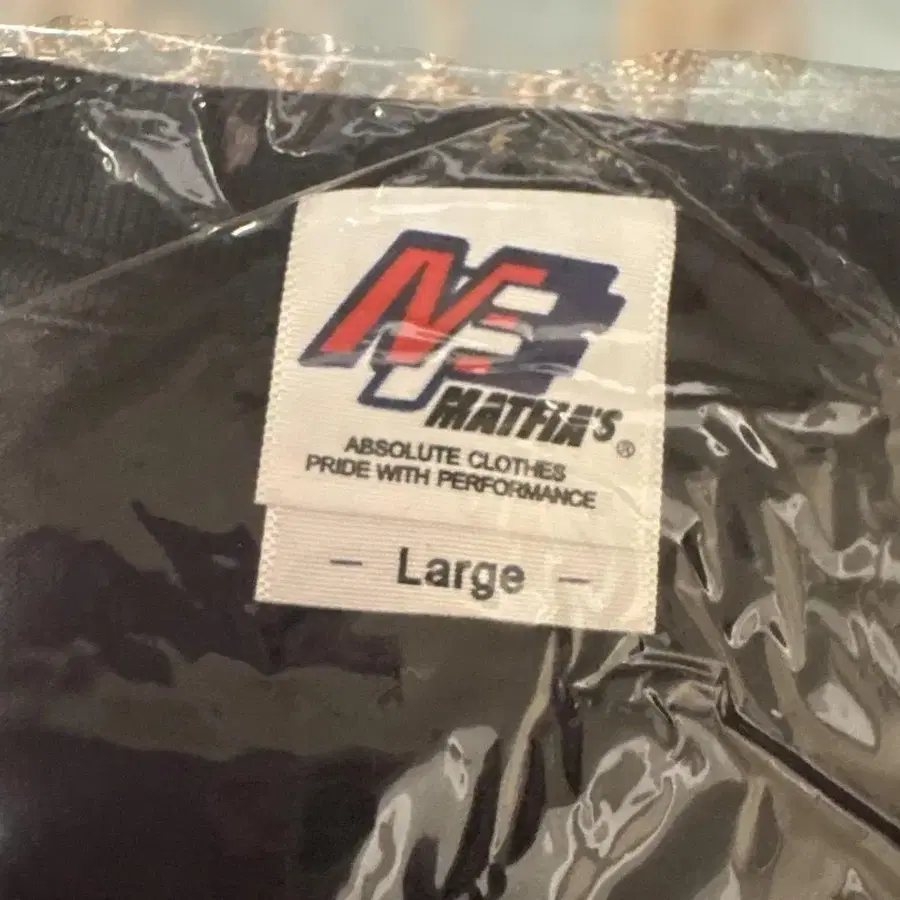 MATFIA'S®
ABSOLUTE CLOTHES
PRIDE WITH PERFORMANCE
– Large –